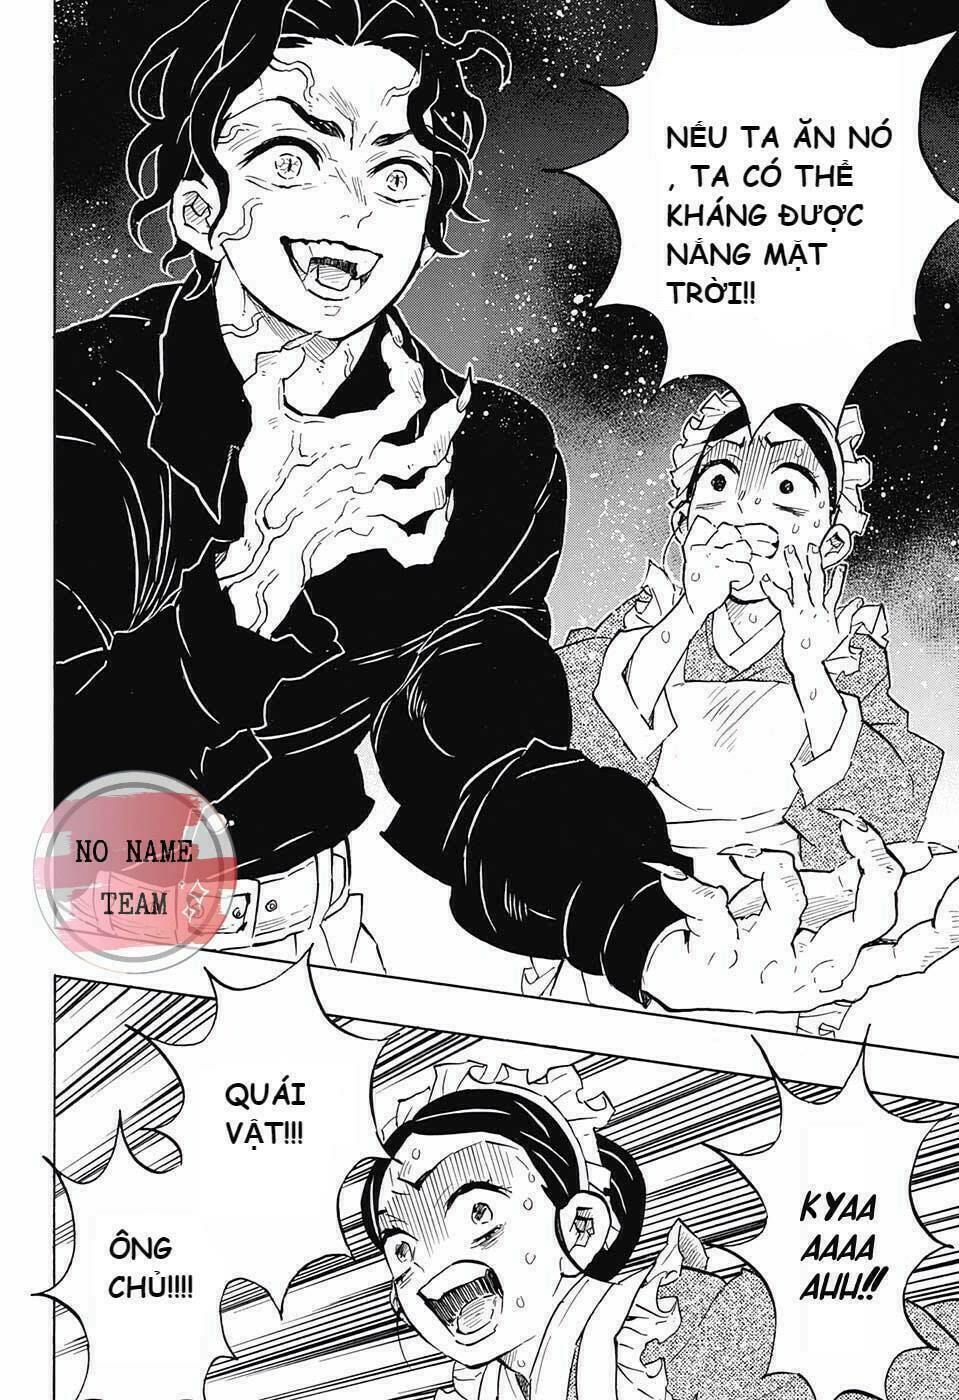 NẾU TA ĂN NÓ
, TA CÓ THỂ
KHÁNG ĐƯỢC
NẮNG MẶT
TRỜI!!
NO NAME
TEAM
KYAA
AAAA
AHH!!
QUÁI
VẬT!!!
ÔNG
CHỦ!!!!